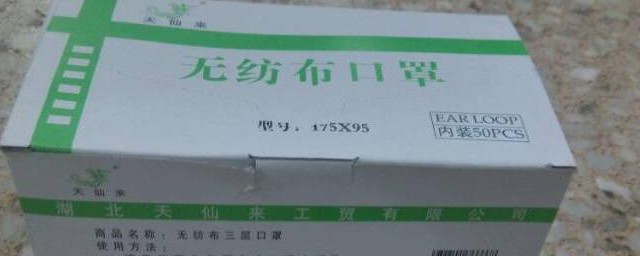 天仙来
无纺布口罩
型号：175X95
EAR LOOP
内装50PCS
天仙来
湖北天仙来工贸有限公司
商品名称：无纺布三层口罩
使用方法：